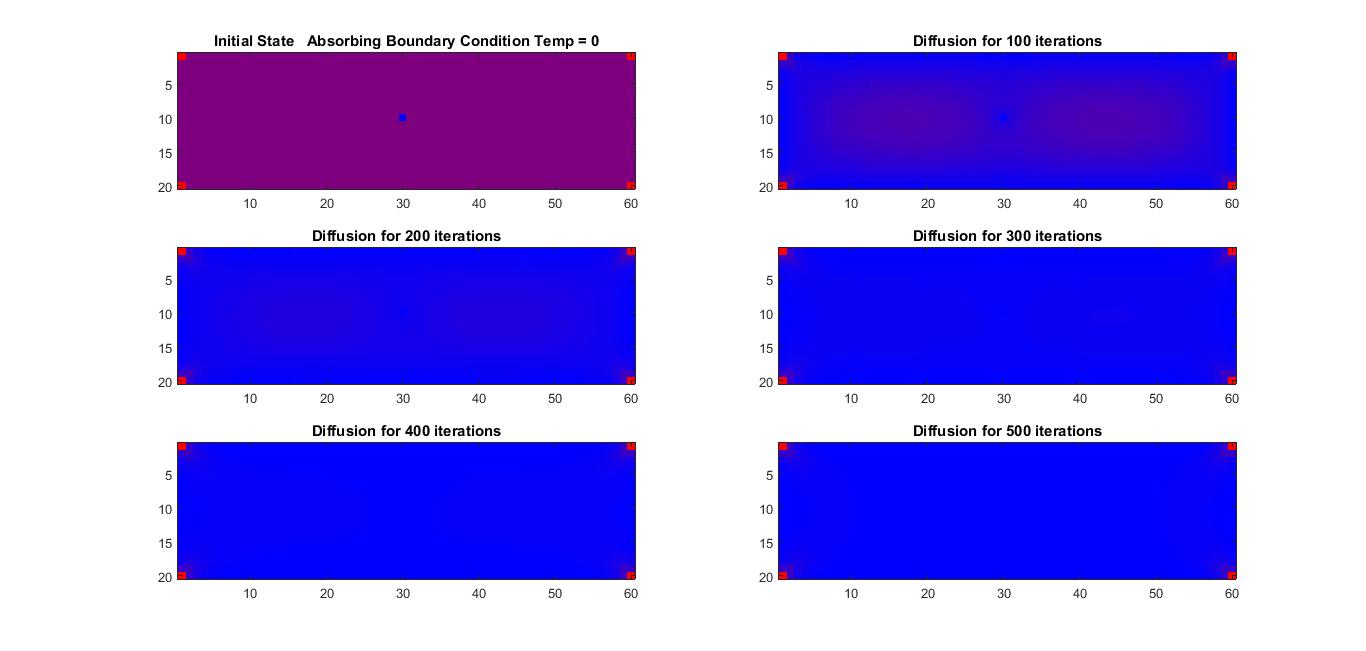 Initial State   Absorbing Boundary Condition Temp = 0
5
10
15
20
10 20 30 40 50 60
Diffusion for 100 iterations
5
10
15
20
10 20 30 40 50 60
Diffusion for 200 iterations
5
10
15
20
10 20 30 40 50 60
Diffusion for 300 iterations
5
10
15
20
10 20 30 40 50 60
Diffusion for 400 iterations
5
10
15
20
10 20 30 40 50 60
Diffusion for 500 iterations
5
10
15
20
10 20 30 40 50 60